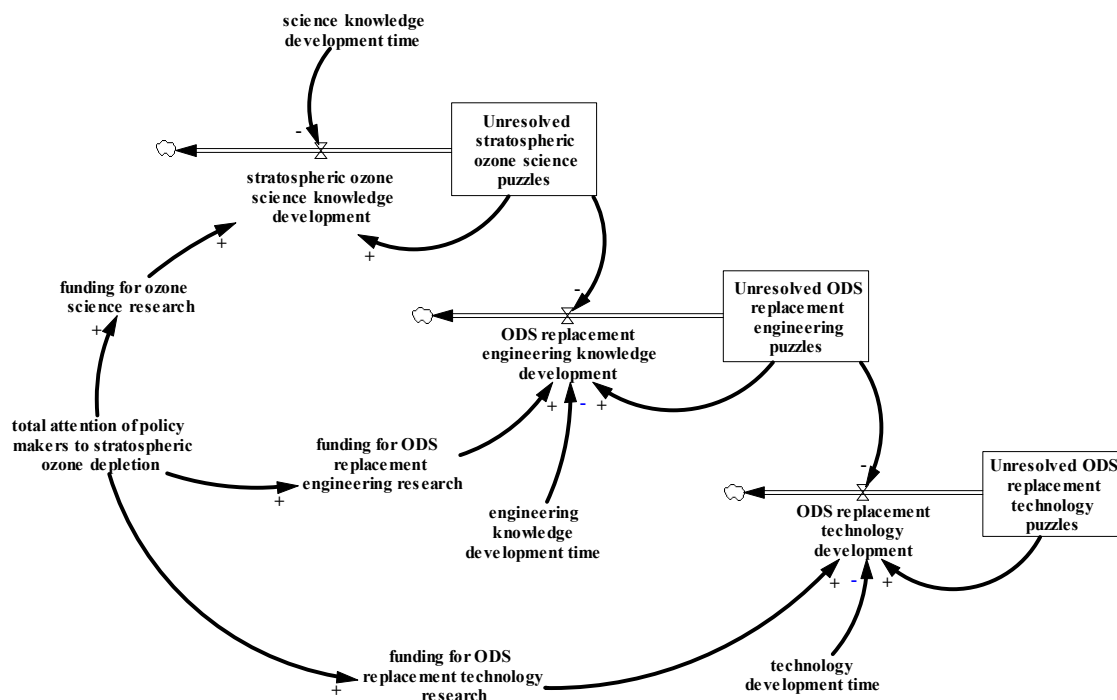 science knowledge
development time
-
Unresolved
stratospheric
ozone science
puzzles
stratospheric ozone
science knowledge
development
+
+
funding for ozone
science research
+
-
Unresolved ODS
replacement
engineering
puzzles
ODS replacement
engineering knowledge
development
+ - +
total attention of policy
makers to stratospheric
ozone depletion
+
funding for ODS
replacement
engineering research
engineering
knowledge
development time
-
Unresolved ODS
replacement
technology
puzzles
ODS replacement
technology
development
+ - +
funding for ODS
replacement technology
research
+
technology
development time